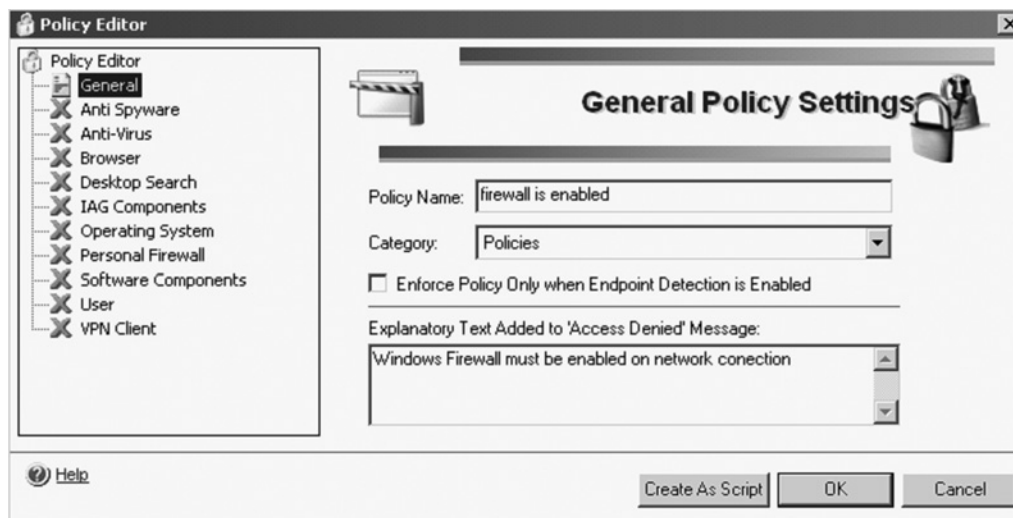 Policy Editor
Policy Editor
General
Anti Spyware
Anti-Virus
Browser
Desktop Search
IAG Components
Operating System
Personal Firewall
Software Components
User
VPN Client
General Policy Settings
Policy Name: firewall is enabled
Category: Policies
Enforce Policy Only when Endpoint Detection is Enabled
Explanatory Text Added to 'Access Denied' Message:
Windows Firewall must be enabled on network conection
Help
Create As Script OK Cancel